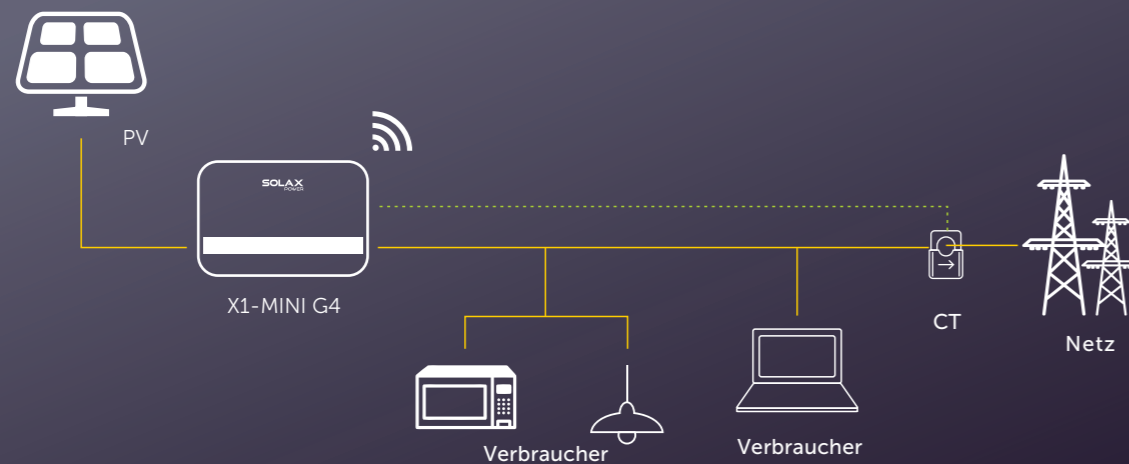 PV
SOLAX
POWER
X1-MINI G4
CT
Netz
Verbraucher
Verbraucher